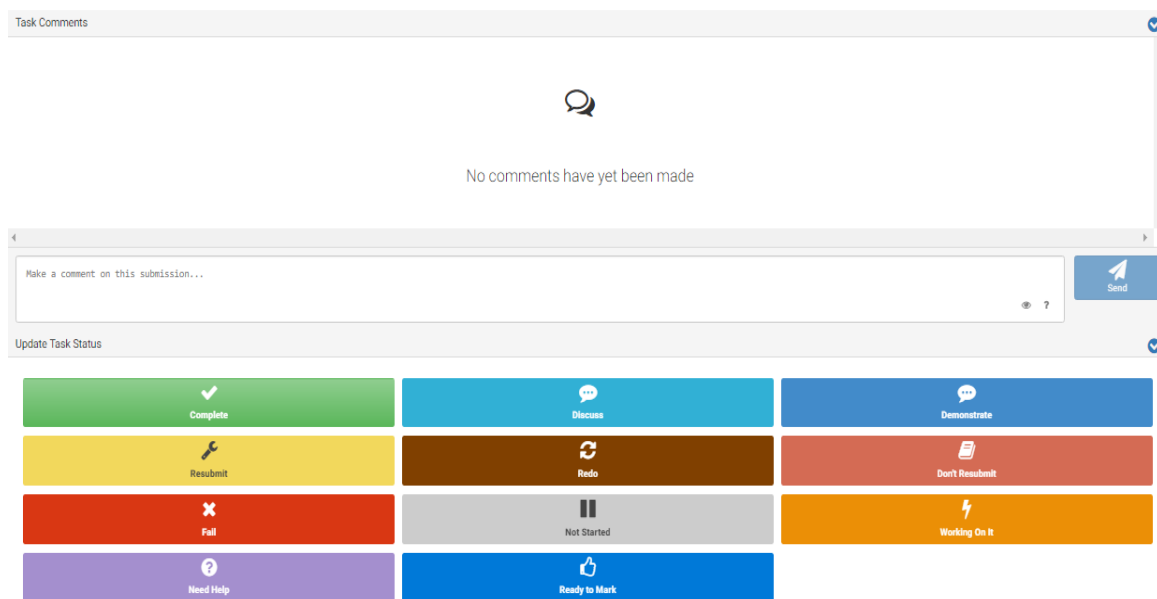 Task Comments
No comments have yet been made
Make a comment on this submission...
?
Send
Update Task Status
Complete
Discuss
Demonstrate
Resubmit
Redo
Don't Resubmit
Fail
Not Started
Working On It
Need Help
Ready to Mark